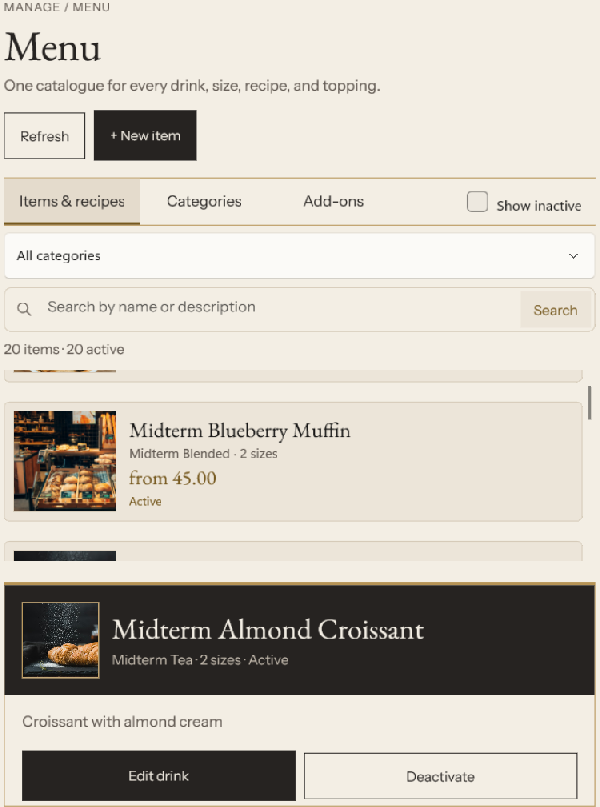 MANAGE / MENU
Menu
One catalogue for every drink, size, recipe, and topping.
Refresh
+ New item
Items & recipes
Categories
Add-ons
Show inactive
All categories
Search by name or description
Search
20 items · 20 active
Midterm Blueberry Muffin
Midterm Blended · 2 sizes
from 45.00
Active
Midterm Almond Croissant
Midterm Tea · 2 sizes · Active
Croissant with almond cream
Edit drink
Deactivate